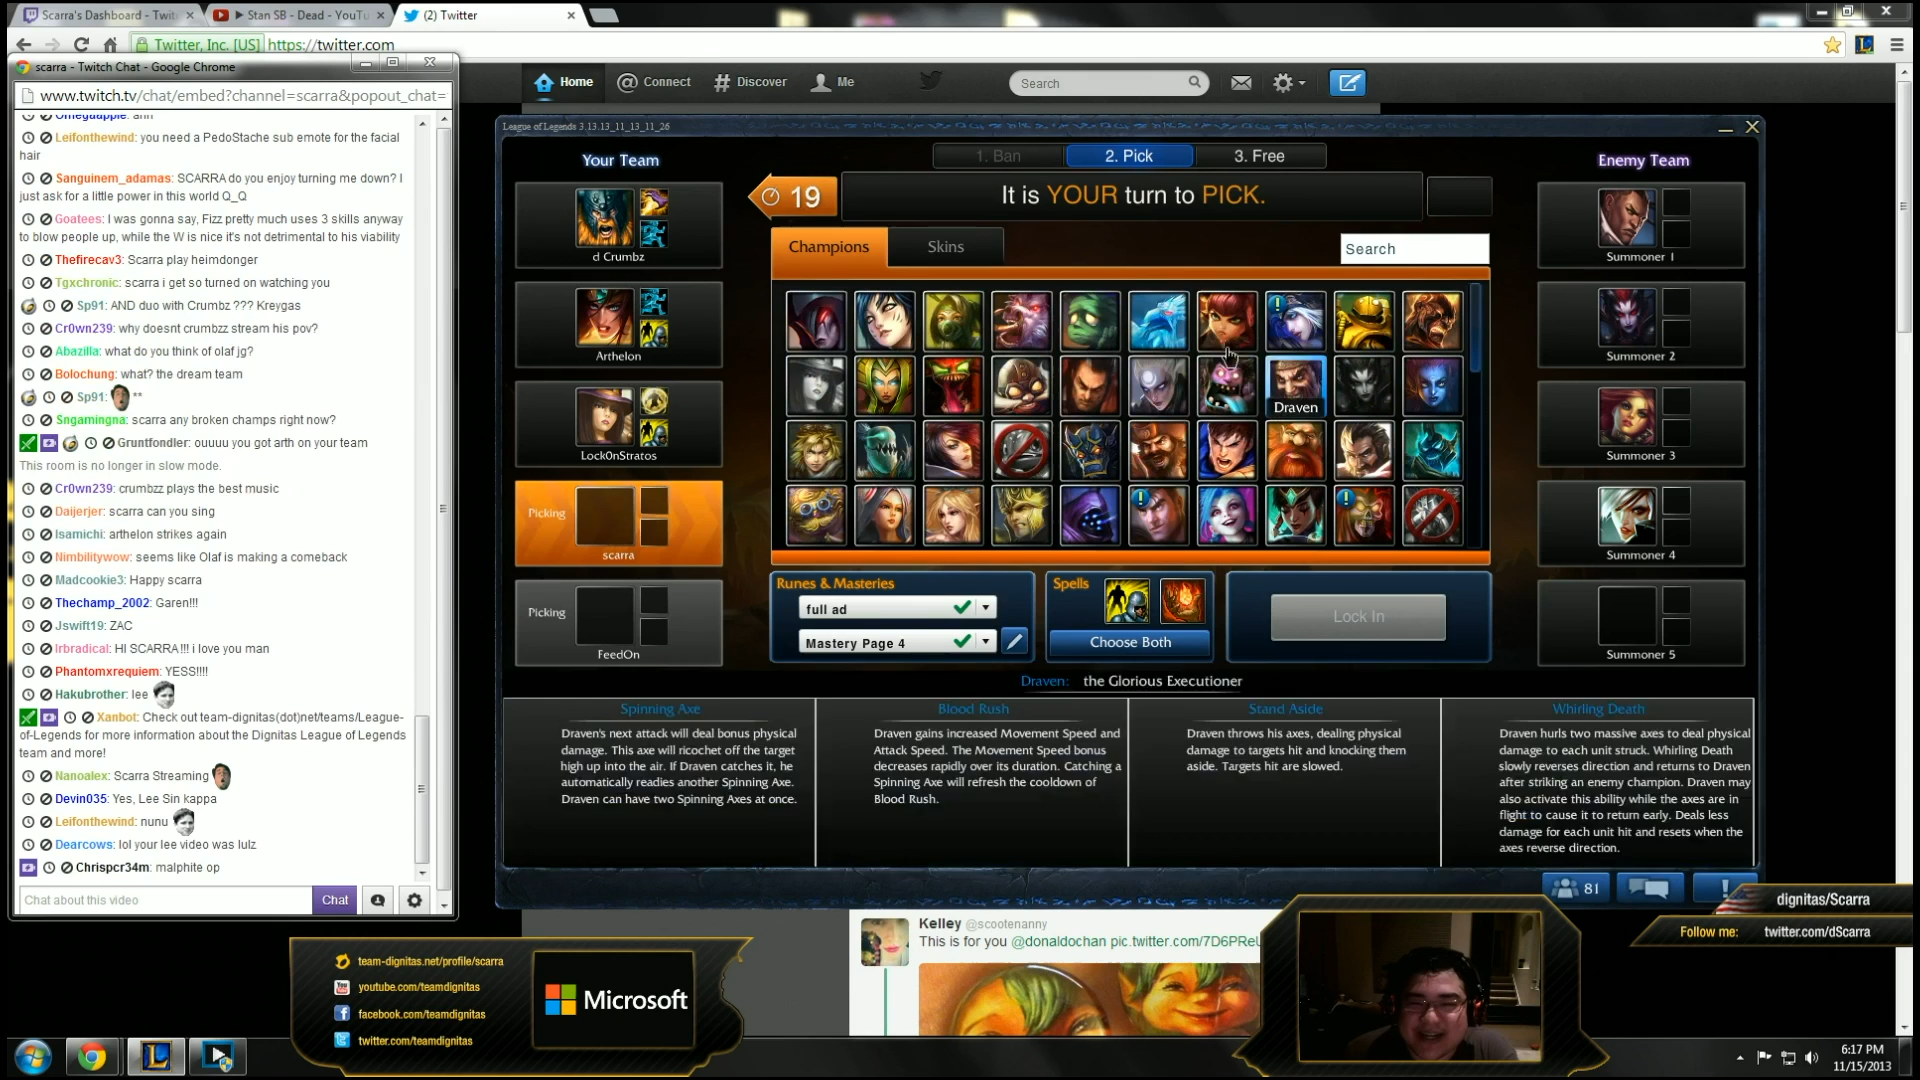 Scarra's Dashboard - Twit
Stan SB - Dead - YouTu
(2) Twitter
Twitter, Inc. [US] https://twitter.com
scarra - Twitch Chat - Google Chrome
www.twitch.tv/chat/embed?channel=scarra&popout_chat=
Omeguapple: ahh
Leifonthewind: you need a PedoStache sub emote for the facial
hair
Sanguinem_adamas: SCARRA do you enjoy turning me down? I
just ask for a little power in this world Q_Q
Goatees: I was gonna say, Fizz pretty much uses 3 skills anyway
to blow people up, while the W is nice it's not detrimental to his viability
Thefirecav3: Scarra play heimdonger
Tgxchronic: scarra i get so turned on watching you
Sp91: AND duo with Crumbz ??? Kreygas
Cr0wn239: why doesnt crumbzz stream his pov?
Abazilla: what do you think of olaf jg?
Bolochung: what? the dream team
Sp91: **
Sngamingna: scarra any broken champs right now?
Gruntfondler: ouuuu you got arth on your team
This room is no longer in slow mode.
Cr0wn239: crumbzz plays the best music
Daijerjer: scarra can you sing
Isamichi: arthelon strikes again
Nimbilitywow: seems like Olaf is making a comeback
Madcookie3: Happy scarra
Thechamp_2002: Garen!!!
Jswift19: ZAC
Irbradical: HI SCARRA!!! i love you man
Phantomxrequiem: YESS!!!!
Hakubrother: lee
Xanbot: Check out team-dignitas(dot)net/teams/League-
of-Legends for more information about the Dignitas League of Legends
team and more!
Nanoalex: Scarra Streaming
Devin035: Yes, Lee Sin kappa
Leifonthewind: nunu
Dearcows: lol your lee video was lulz
Chrispcr34m: malphite op
Chat about this video
Chat
Home
Connect
Discover
Me
Search
League of Legends 3.13.13_11_13_11_26
Your Team
1. Ban
2. Pick
3. Free
Enemy Team
19
It is YOUR turn to PICK.
Champions
Skins
Search
d Crumbz
Arthelon
Lock0nStratos
Picking
scarra
Picking
FeedOn
Draven
Summoner 1
Summoner 2
Summoner 3
Summoner 4
Summoner 5
Runes & Masteries
full ad
Mastery Page 4
Spells
Choose Both
Lock In
Draven: the Glorious Executioner
Spinning Axe
Draven's next attack will deal bonus physical
damage. This axe will ricochet off the target
high up into the air. If Draven catches it, he
automatically readies another Spinning Axe.
Draven can have two Spinning Axes at once.
Blood Rush
Draven gains increased Movement Speed and
Attack Speed. The Movement Speed bonus
decreases rapidly over its duration. Catching a
Spinning Axe will refresh the cooldown of
Blood Rush.
Stand Aside
Draven throws his axes, dealing physical
damage to targets hit and knocking them
aside. Targets hit are slowed.
Whirling Death
Draven hurls two massive axes to deal physical
damage to each unit struck. Whirling Death
slowly reverses direction and returns to Draven
after striking an enemy champion. Draven may
also activate this ability while the axes are in
flight to cause it to return early. Deals less
damage for each unit hit and resets when the
axes reverse direction.
81
Kelley @scootenanny
This is for you @donaldochan pic.twitter.com/7D6PReU
dignitas/Scarra
Follow me: twitter.com/dScarra
team-dignitas.net/profile/scarra
youtube.com/teamdignitas
facebook.com/teamdignitas
twitter.com/teamdignitas
Microsoft
6:17 PM
11/15/2013